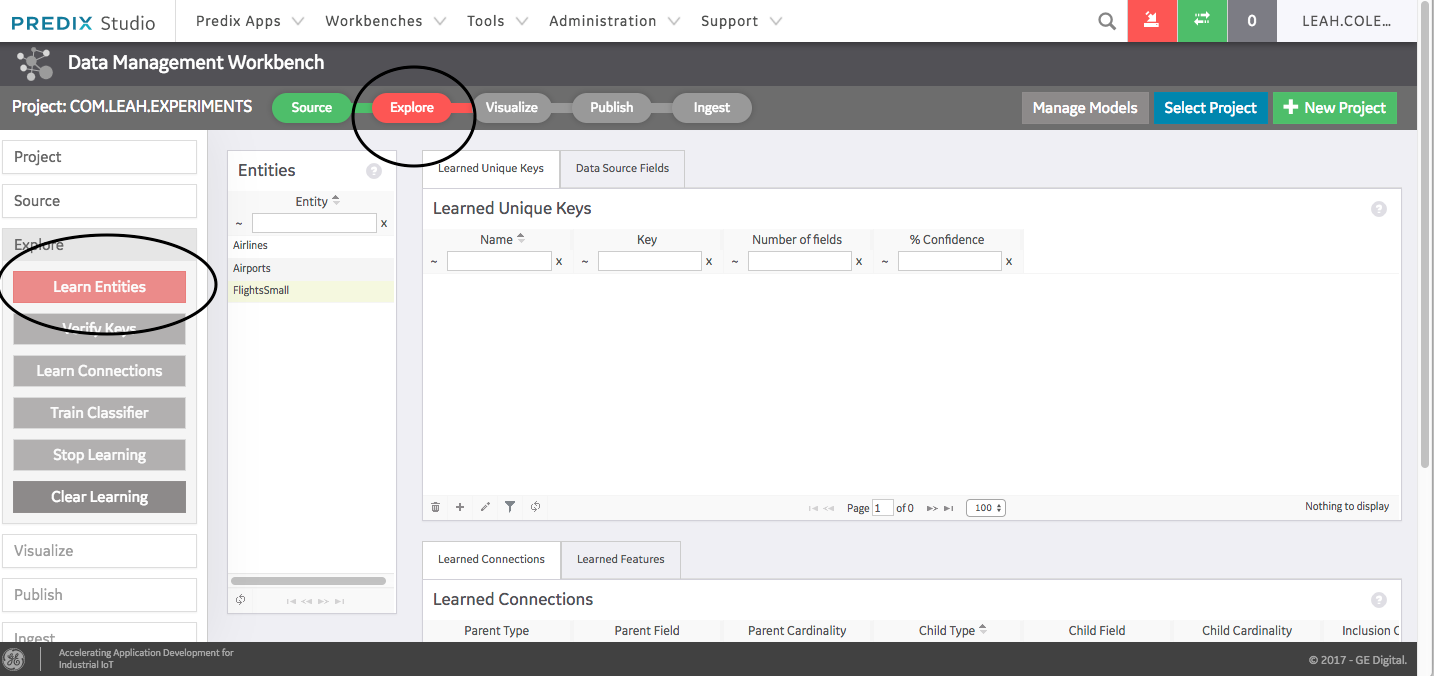 PREDIX Studio
Predix Apps Workbenches Tools Administration Support
0
LEAH.COLE...
Data Management Workbench
Project: COM.LEAH.EXPERIMENTS
Source Explore Visualize Publish Ingest
Manage Models Select Project + New Project
Project
Source
Explore
Learn Entities
Verify Keys
Learn Connections
Train Classifier
Stop Learning
Clear Learning
Visualize
Publish
Ingest
Entities ?
Entity
~ x
Airlines
Airports
FlightsSmall
Learned Unique Keys Data Source Fields
Learned Unique Keys ?
Name Key Number of fields % Confidence
~ x ~ x ~ x ~ x
Page 1 of 0 100
Nothing to display
Learned Connections Learned Features
Learned Connections ?
Parent Type Parent Field Parent Cardinality Child Type Child Field Child Cardinality Inclusion C
Accelerating Application Development for
Industrial IoT
© 2017 - GE Digital.